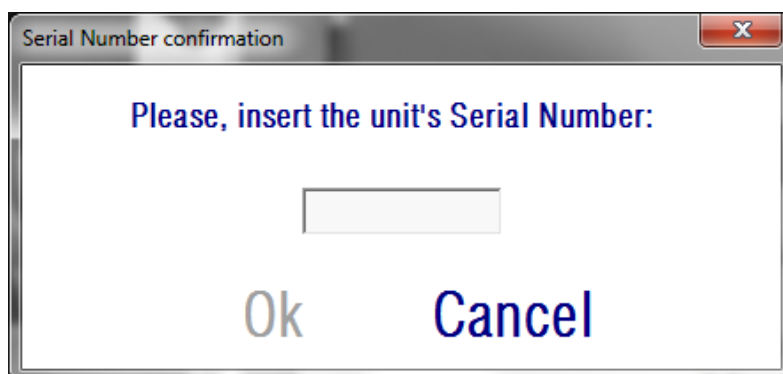 Serial Number confirmation
Please, insert the unit's Serial Number:
Ok Cancel